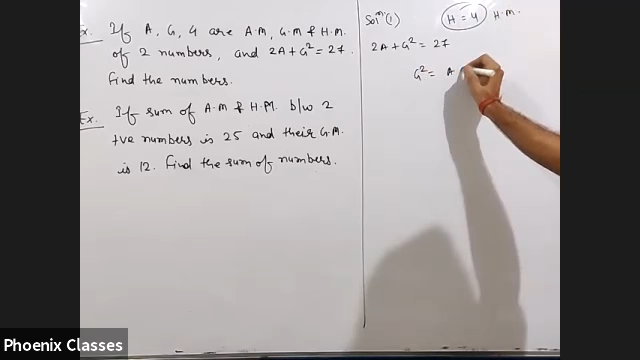 Ex. If A, G, 4 are A.M, G.M & H.M.
of 2 numbers, and 2A+G²=27.
find the numbers.
Ex. If sum of A.M & H.M. b/w 2
+ve numbers is 25 and their G.M.
is 12. Find the sum of numbers.
Solⁿ(1) H = 4 H.M.
2A+G² = 27
G² = A
Phoenix Classes